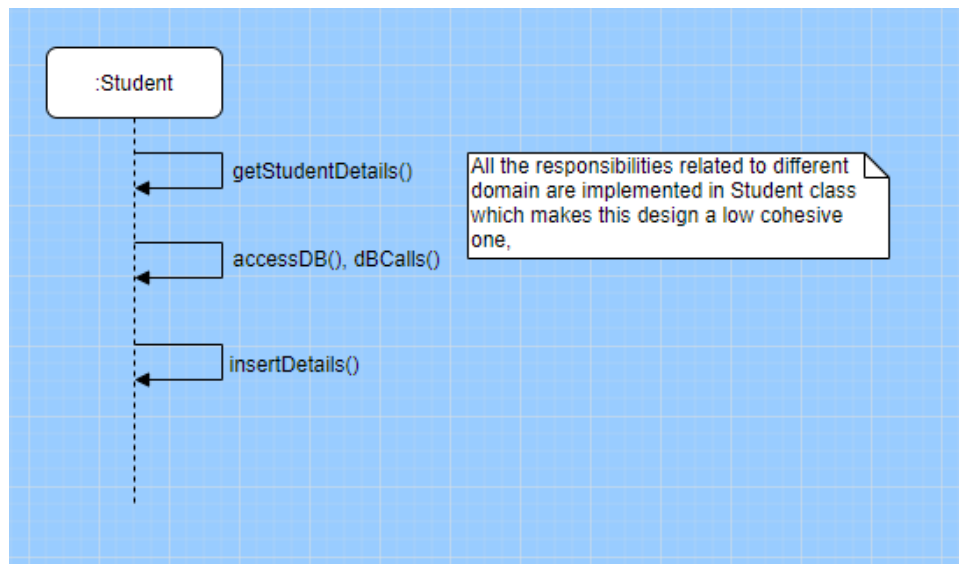 :Student
getStudentDetails()
All the responsibilities related to different
domain are implemented in Student class
which makes this design a low cohesive
one,
accessDB(), dBCalls()
insertDetails()